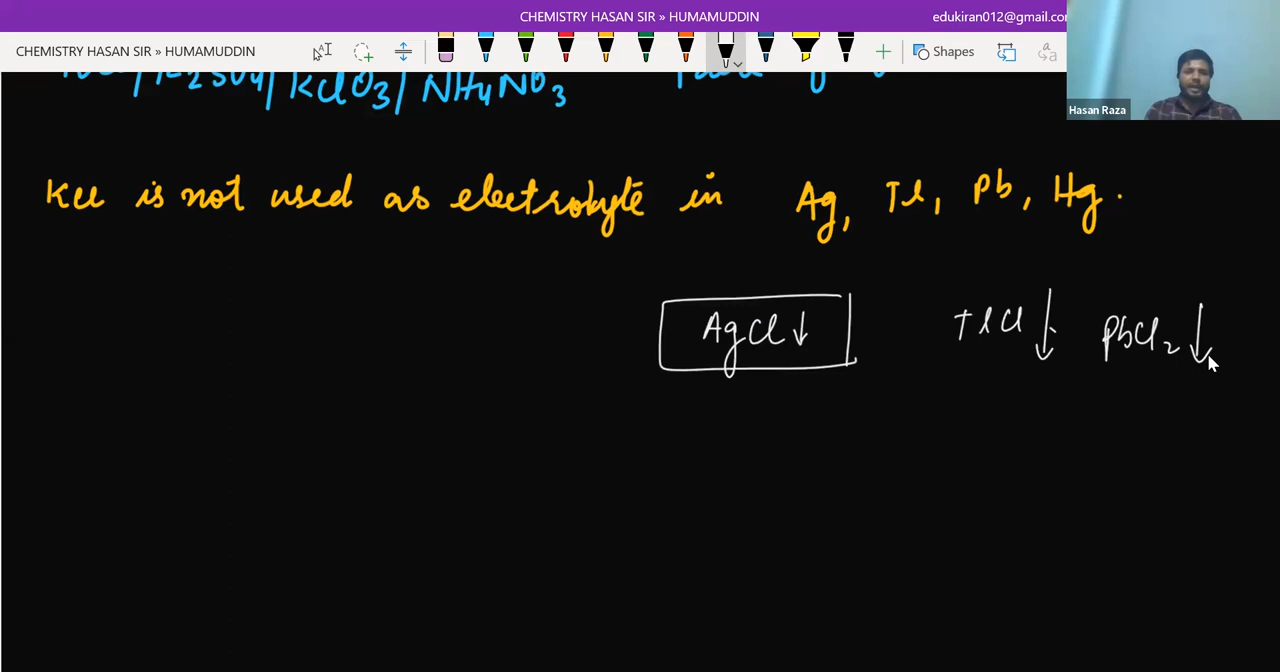 CHEMISTRY HASAN SIR » HUMAMUDDIN
edukiran012@gmail.co
CHEMISTRY HASAN SIR » HUMAMUDDIN
Shapes
Hasan Raza
KClO3 / NH4NO3
KCl is not used as electrolyte in Ag, Tl, Pb, Hg.
AgCl↓ TlCl↓ PbCl2↓